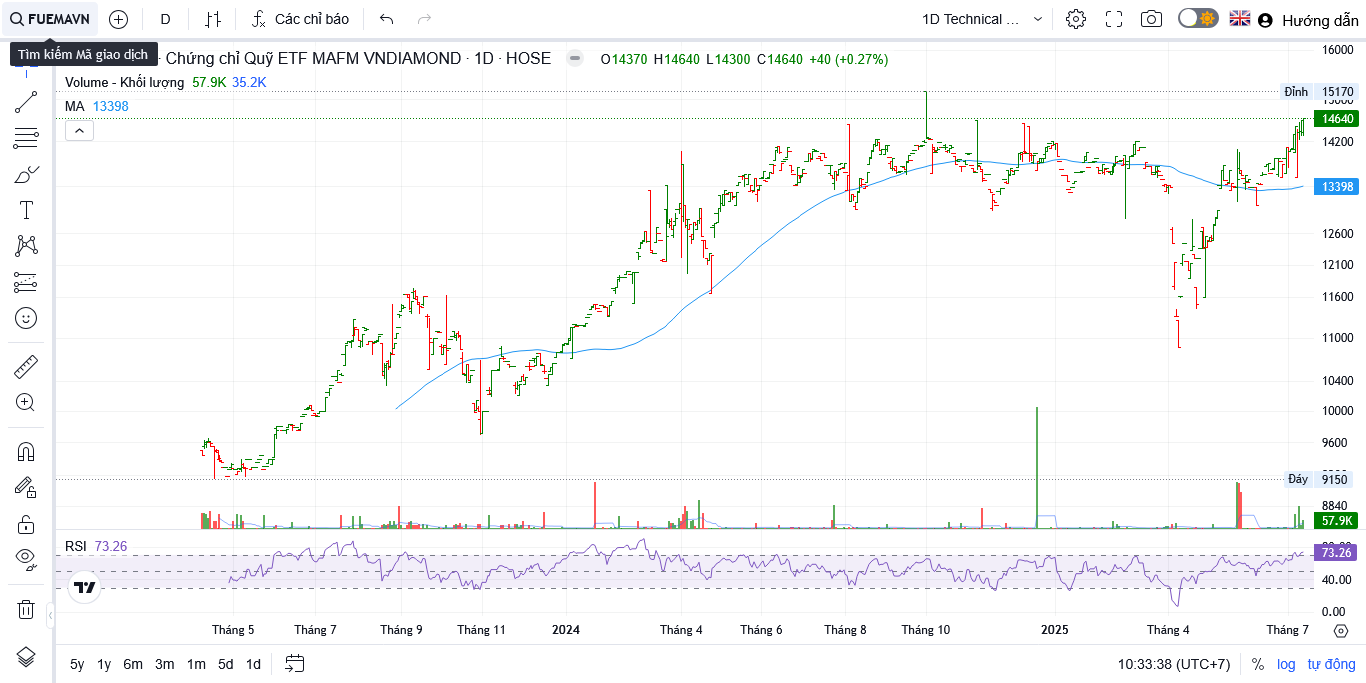 FUEMAVN D Các chỉ báo 1D Technical ... Hướng dẫn
Tìm kiếm Mã giao dịch · Chứng chỉ Quỹ ETF MAFM VNDIAMOND · 1D · HOSE O14370 H14640 L14300 C14640 +40 (+0.27%)
Volume - Khối lượng 57.9K 35.2K
MA 13398
16000
Đỉnh 15170
15000
14640
14200
13398
12600
12100
11600
11000
10400
10000
9600
Đáy 9150
8840
57.9K
RSI 73.26
73.26
40.00
0.00
Tháng 5 Tháng 7 Tháng 9 Tháng 11 2024 Tháng 4 Tháng 6 Tháng 8 Tháng 10 2025 Tháng 4 Tháng 7
5y 1y 6m 3m 1m 5d 1d 10:33:38 (UTC+7) % log tự động